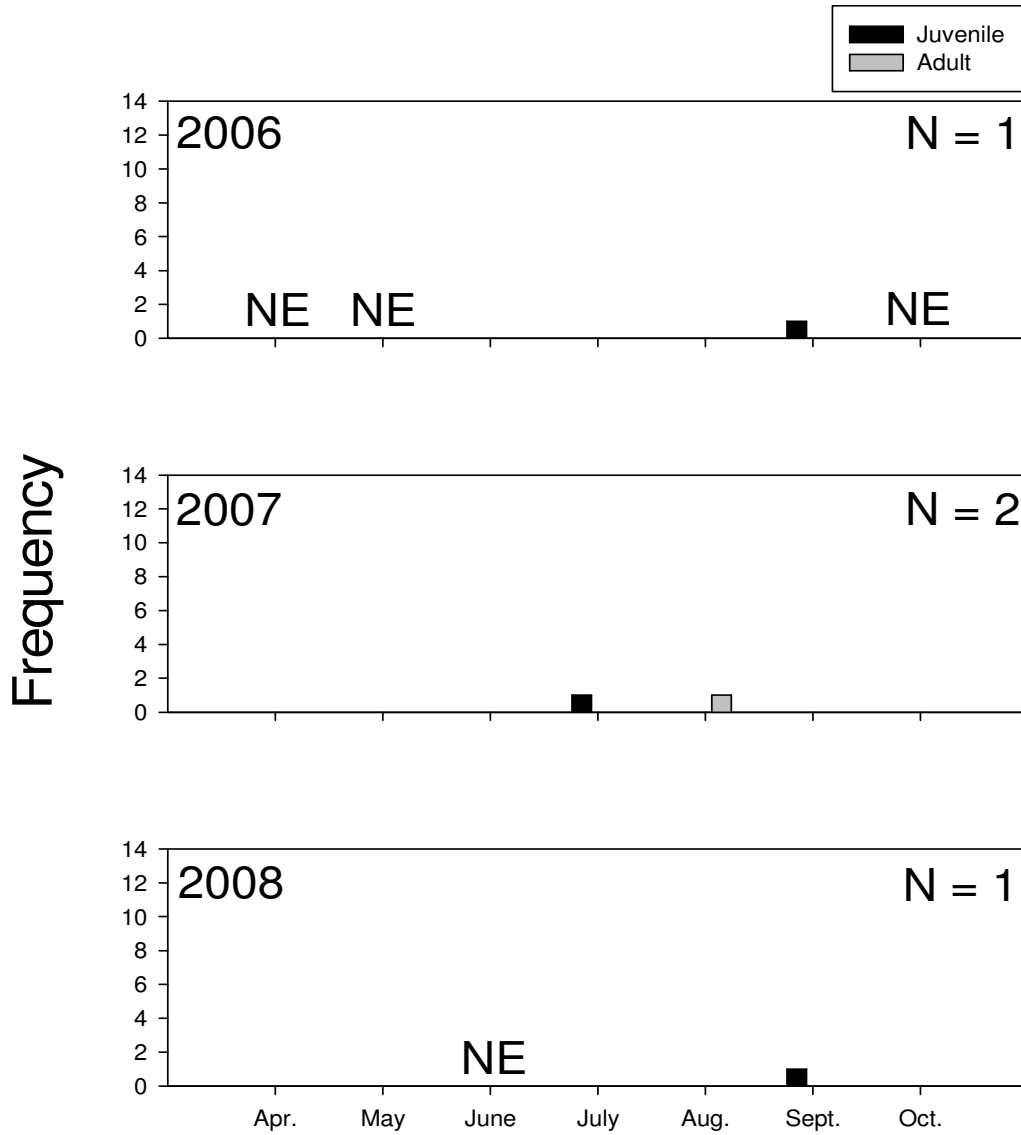 Juvenile
Adult
14
12
10
8
6
4
2
0
2006
N = 1
NE
NE
NE
Frequency
14
12
10
8
6
4
2
0
2007
N = 2
14
12
10
8
6
4
2
0
2008
N = 1
NE
Apr.
May
June
July
Aug.
Sept.
Oct.